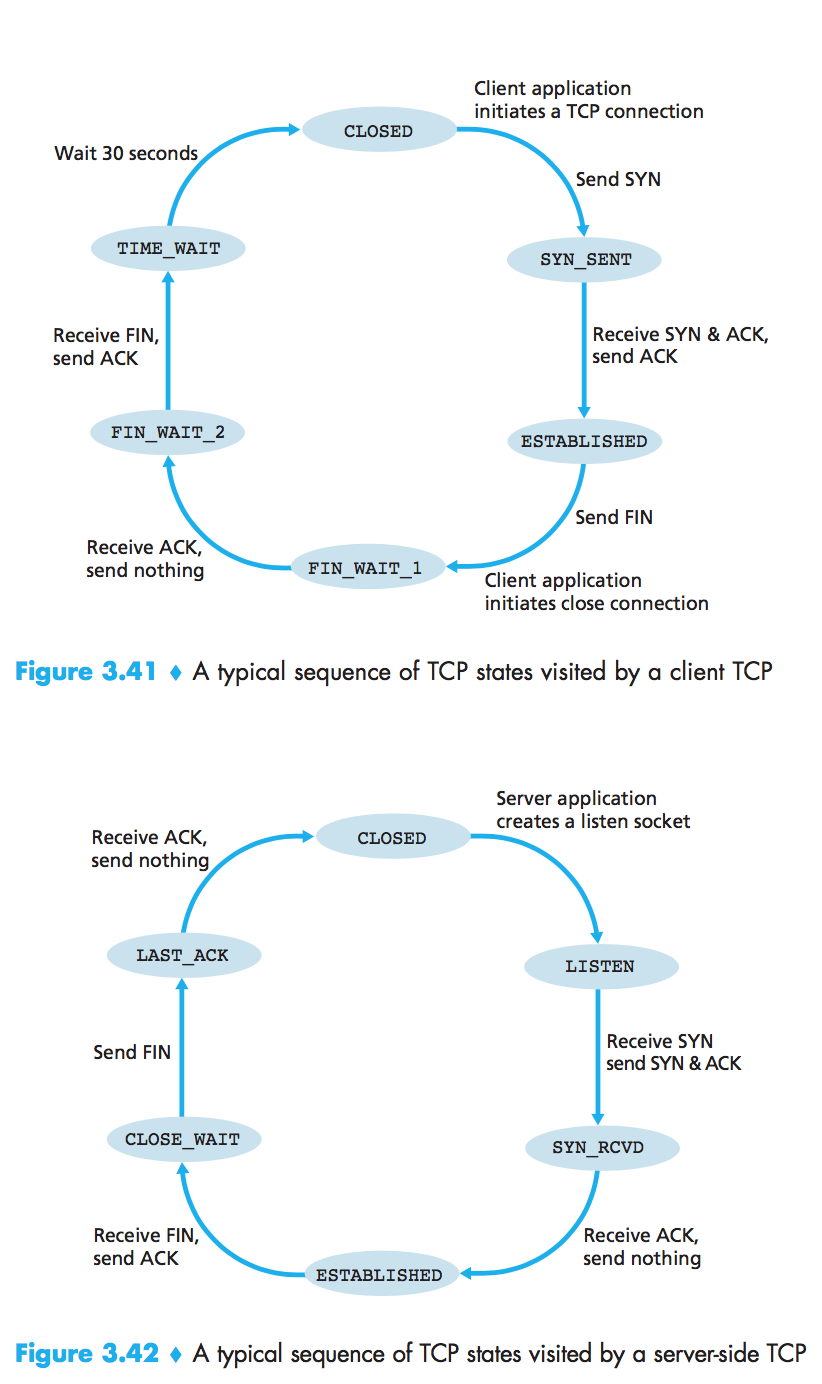 Client application
initiates a TCP connection
CLOSED
Wait 30 seconds
Send SYN
TIME_WAIT
SYN_SENT
Receive FIN,
send ACK
Receive SYN & ACK,
send ACK
FIN_WAIT_2
ESTABLISHED
Send FIN
Receive ACK,
send nothing
FIN_WAIT_1
Client application
initiates close connection
Figure 3.41 ♦ A typical sequence of TCP states visited by a client TCP
Server application
creates a listen socket
Receive ACK,
send nothing
CLOSED
LAST_ACK
LISTEN
Send FIN
Receive SYN
send SYN & ACK
CLOSE_WAIT
SYN_RCVD
Receive FIN,
send ACK
Receive ACK,
send nothing
ESTABLISHED
Figure 3.42 ♦ A typical sequence of TCP states visited by a server-side TCP